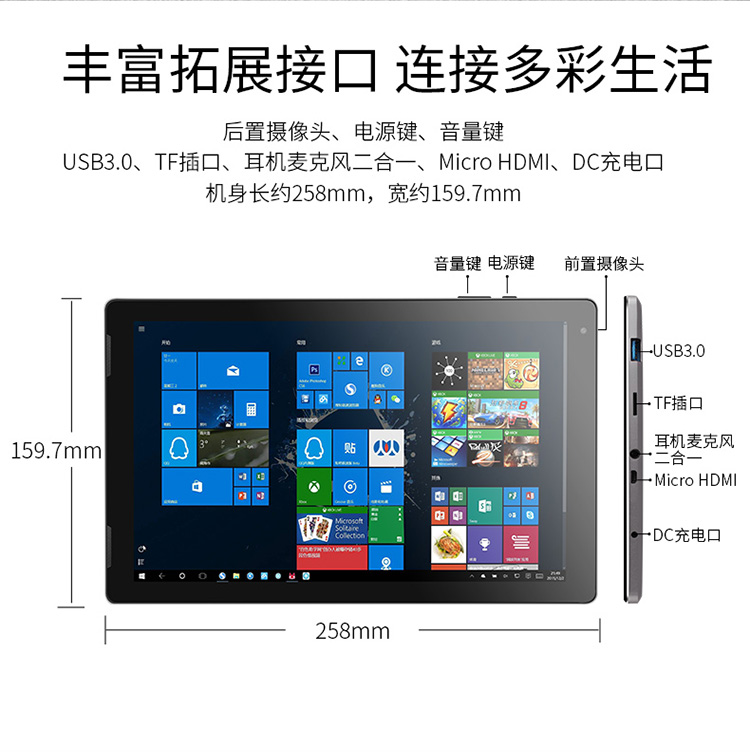 丰富拓展接口 连接多彩生活
后置摄像头、电源键、音量键
USB3.0、TF插口、耳机麦克风二合一、Micro HDMI、DC充电口
机身长约258mm，宽约159.7mm
音量键 电源键 前置摄像头
USB3.0
TF插口
159.7mm
耳机麦克风
二合一
Micro HDMI
DC充电口
Microsoft
Solitaire
Collection
258mm